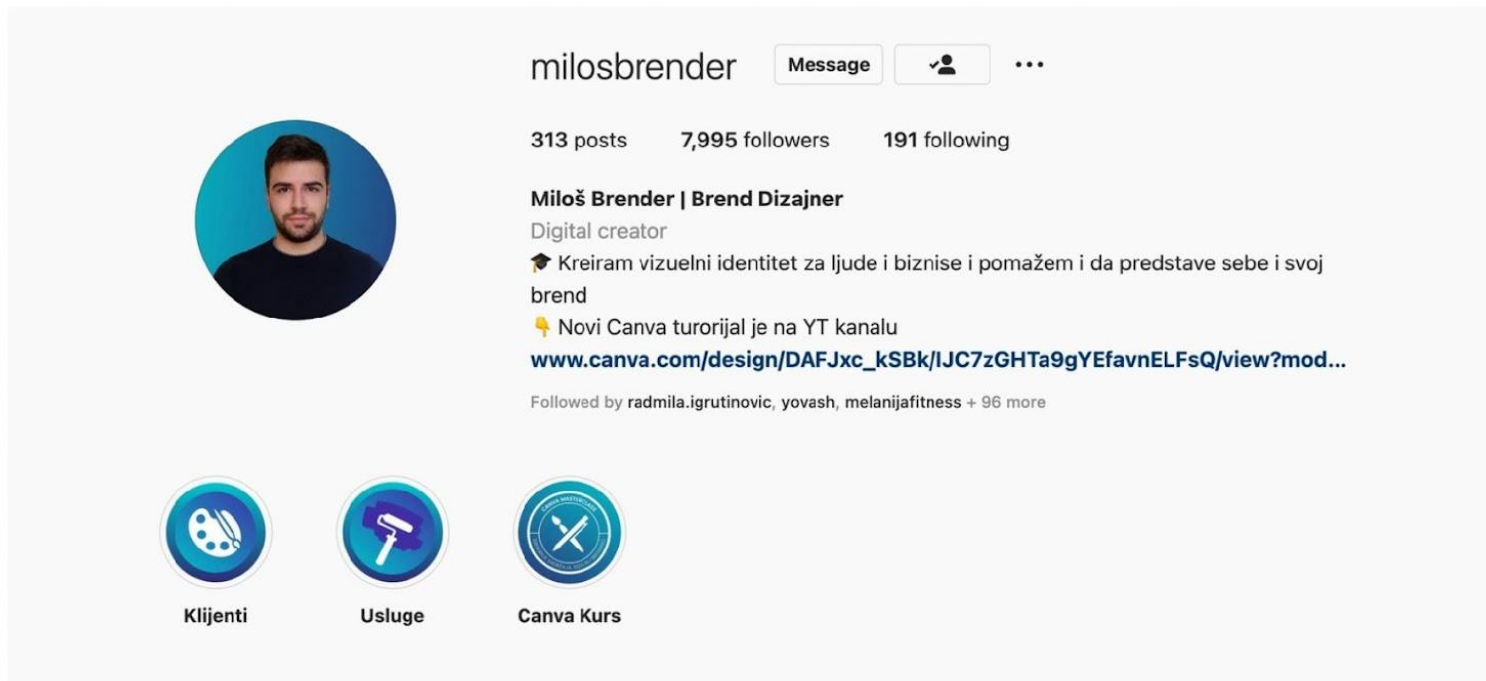 milosbrender Message
313 posts 7,995 followers 191 following
Miloš Brender | Brend Dizajner
Digital creator
🎓 Kreiram vizuelni identitet za ljude i biznise i pomažem i da predstave sebe i svoj
brend
👇 Novi Canva turorijal je na YT kanalu
www.canva.com/design/DAFJxc_kSBk/IJC7zGHTa9gYEfavnELFsQ/view?mod...
Followed by radmila.igrutinovic, yovash, melanijafitness + 96 more
CANVA MASTERCLASS
Klijenti Usluge Canva Kurs